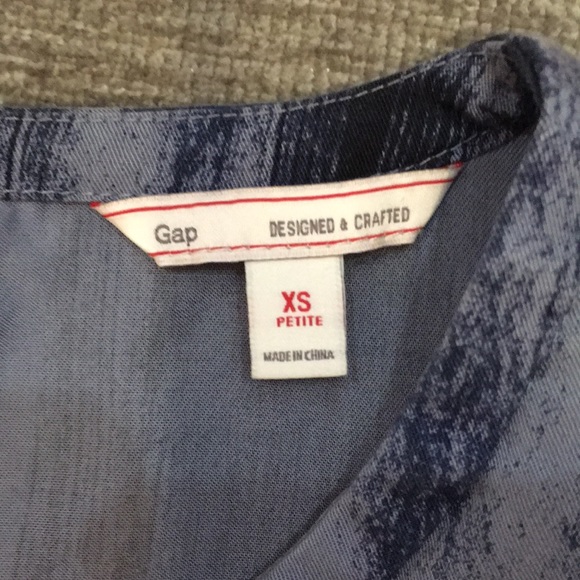 Gap DESIGNED & CRAFTED
XS
PETITE
MADE IN CHINA